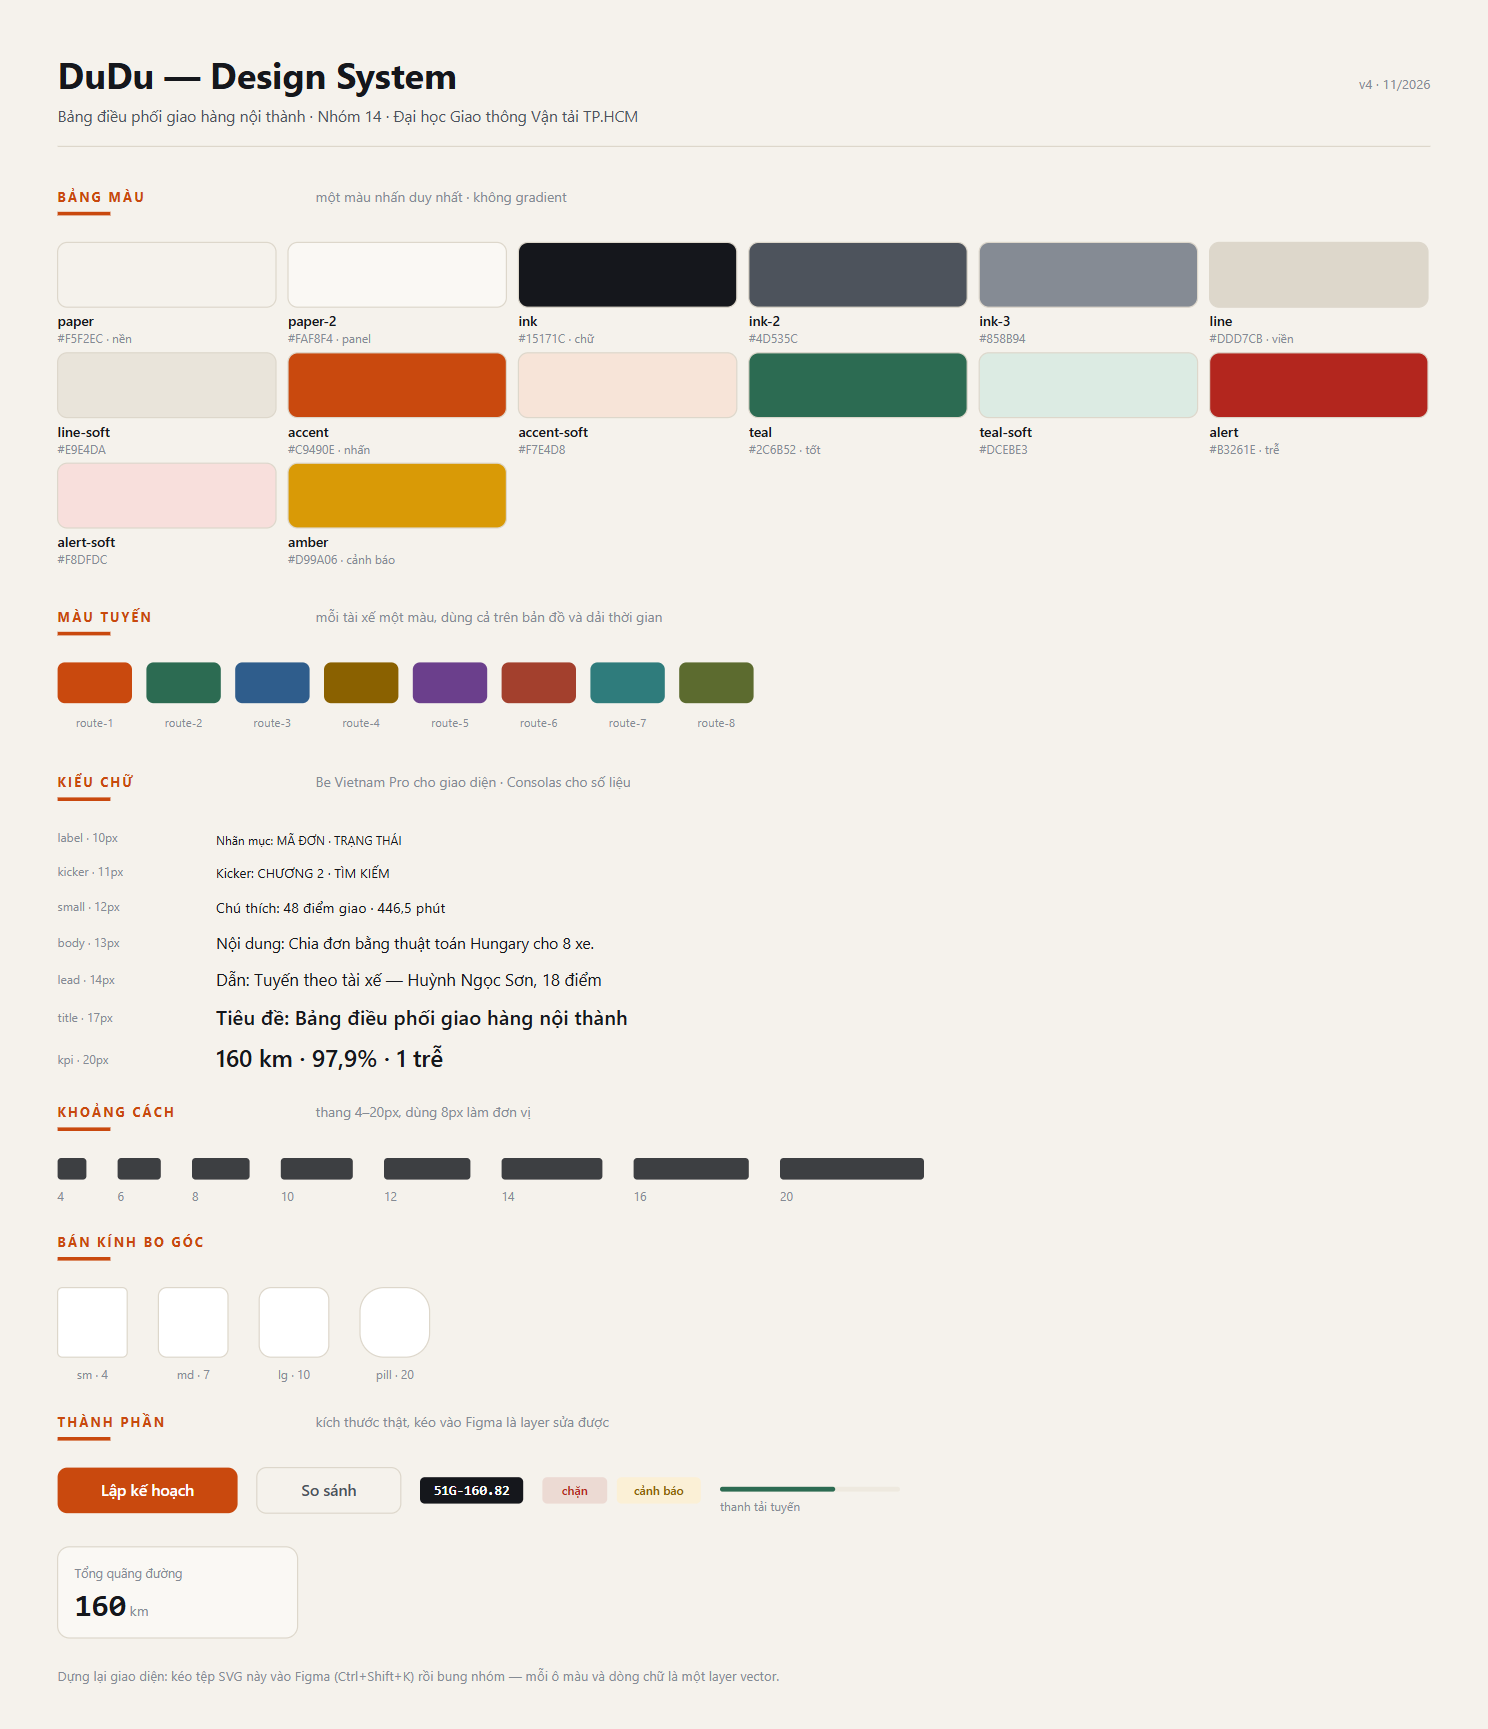 DuDu — Design System
v4 · 11/2026
Bảng điều phối giao hàng nội thành · Nhóm 14 · Đại học Giao thông Vận tải TP.HCM
BẢNG MÀU
một màu nhấn duy nhất · không gradient
paper
#F5F2EC · nền
paper-2
#FAF8F4 · panel
ink
#15171C · chữ
ink-2
#4D535C
ink-3
#858B94
line
#DDD7CB · viền
line-soft
#E9E4DA
accent
#C9490E · nhấn
accent-soft
#F7E4D8
teal
#2C6B52 · tốt
teal-soft
#DCEBE3
alert
#B3261E · trễ
alert-soft
#F8DFDC
amber
#D99A06 · cảnh báo
MÀU TUYẾN
mỗi tài xế một màu, dùng cả trên bản đồ và dải thời gian
route-1
route-2
route-3
route-4
route-5
route-6
route-7
route-8
KIỂU CHỮ
Be Vietnam Pro cho giao diện · Consolas cho số liệu
label · 10px
Nhãn mục: MÃ ĐƠN · TRẠNG THÁI
kicker · 11px
Kicker: CHƯƠNG 2 · TÌM KIẾM
small · 12px
Chú thích: 48 điểm giao · 446,5 phút
body · 13px
Nội dung: Chia đơn bằng thuật toán Hungary cho 8 xe.
lead · 14px
Dẫn: Tuyến theo tài xế — Huỳnh Ngọc Sơn, 18 điểm
title · 17px
Tiêu đề: Bảng điều phối giao hàng nội thành
kpi · 20px
160 km · 97,9% · 1 trễ
KHOẢNG CÁCH
thang 4–20px, dùng 8px làm đơn vị
4
6
8
10
12
14
16
20
BÁN KÍNH BO GÓC
sm · 4
md · 7
lg · 10
pill · 20
THÀNH PHẦN
kích thước thật, kéo vào Figma là layer sửa được
Lập kế hoạch
So sánh
51G-160.82
chặn
cảnh báo
thanh tải tuyến
Tổng quãng đường
160 km
Dựng lại giao diện: kéo tệp SVG này vào Figma (Ctrl+Shift+K) rồi bung nhóm — mỗi ô màu và dòng chữ là một layer vector.